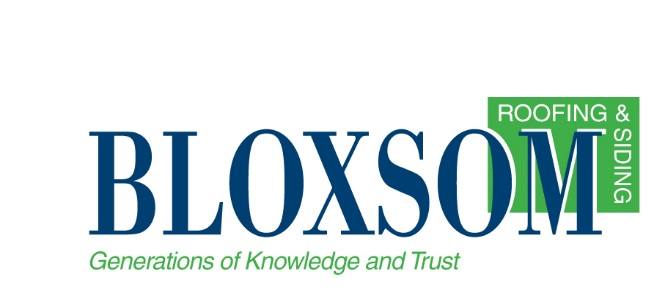 BLOXSOM
ROOFING &
SIDING
Generations of Knowledge and Trust